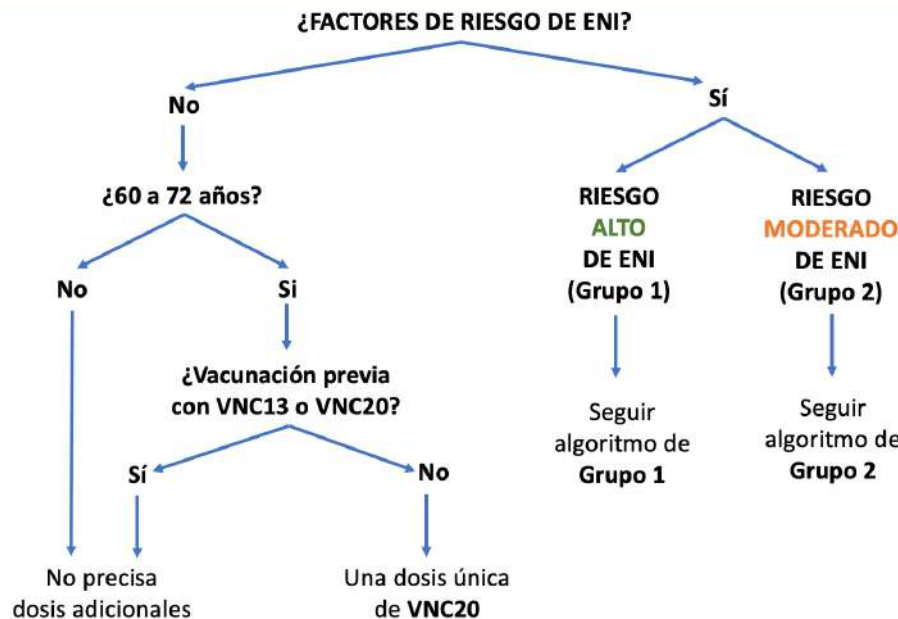 ¿FACTORES DE RIESGO DE ENI?
No
Sí
¿60 a 72 años?
RIESGO
ALTO
DE ENI
(Grupo 1)
RIESGO
MODERADO
DE ENI
(Grupo 2)
No
Si
¿Vacunación previa
con VNC13 o VNC20?
Seguir
algoritmo de
Grupo 1
Seguir
algoritmo de
Grupo 2
Sí
No
No precisa
dosis adicionales
Una dosis única
de VNC20